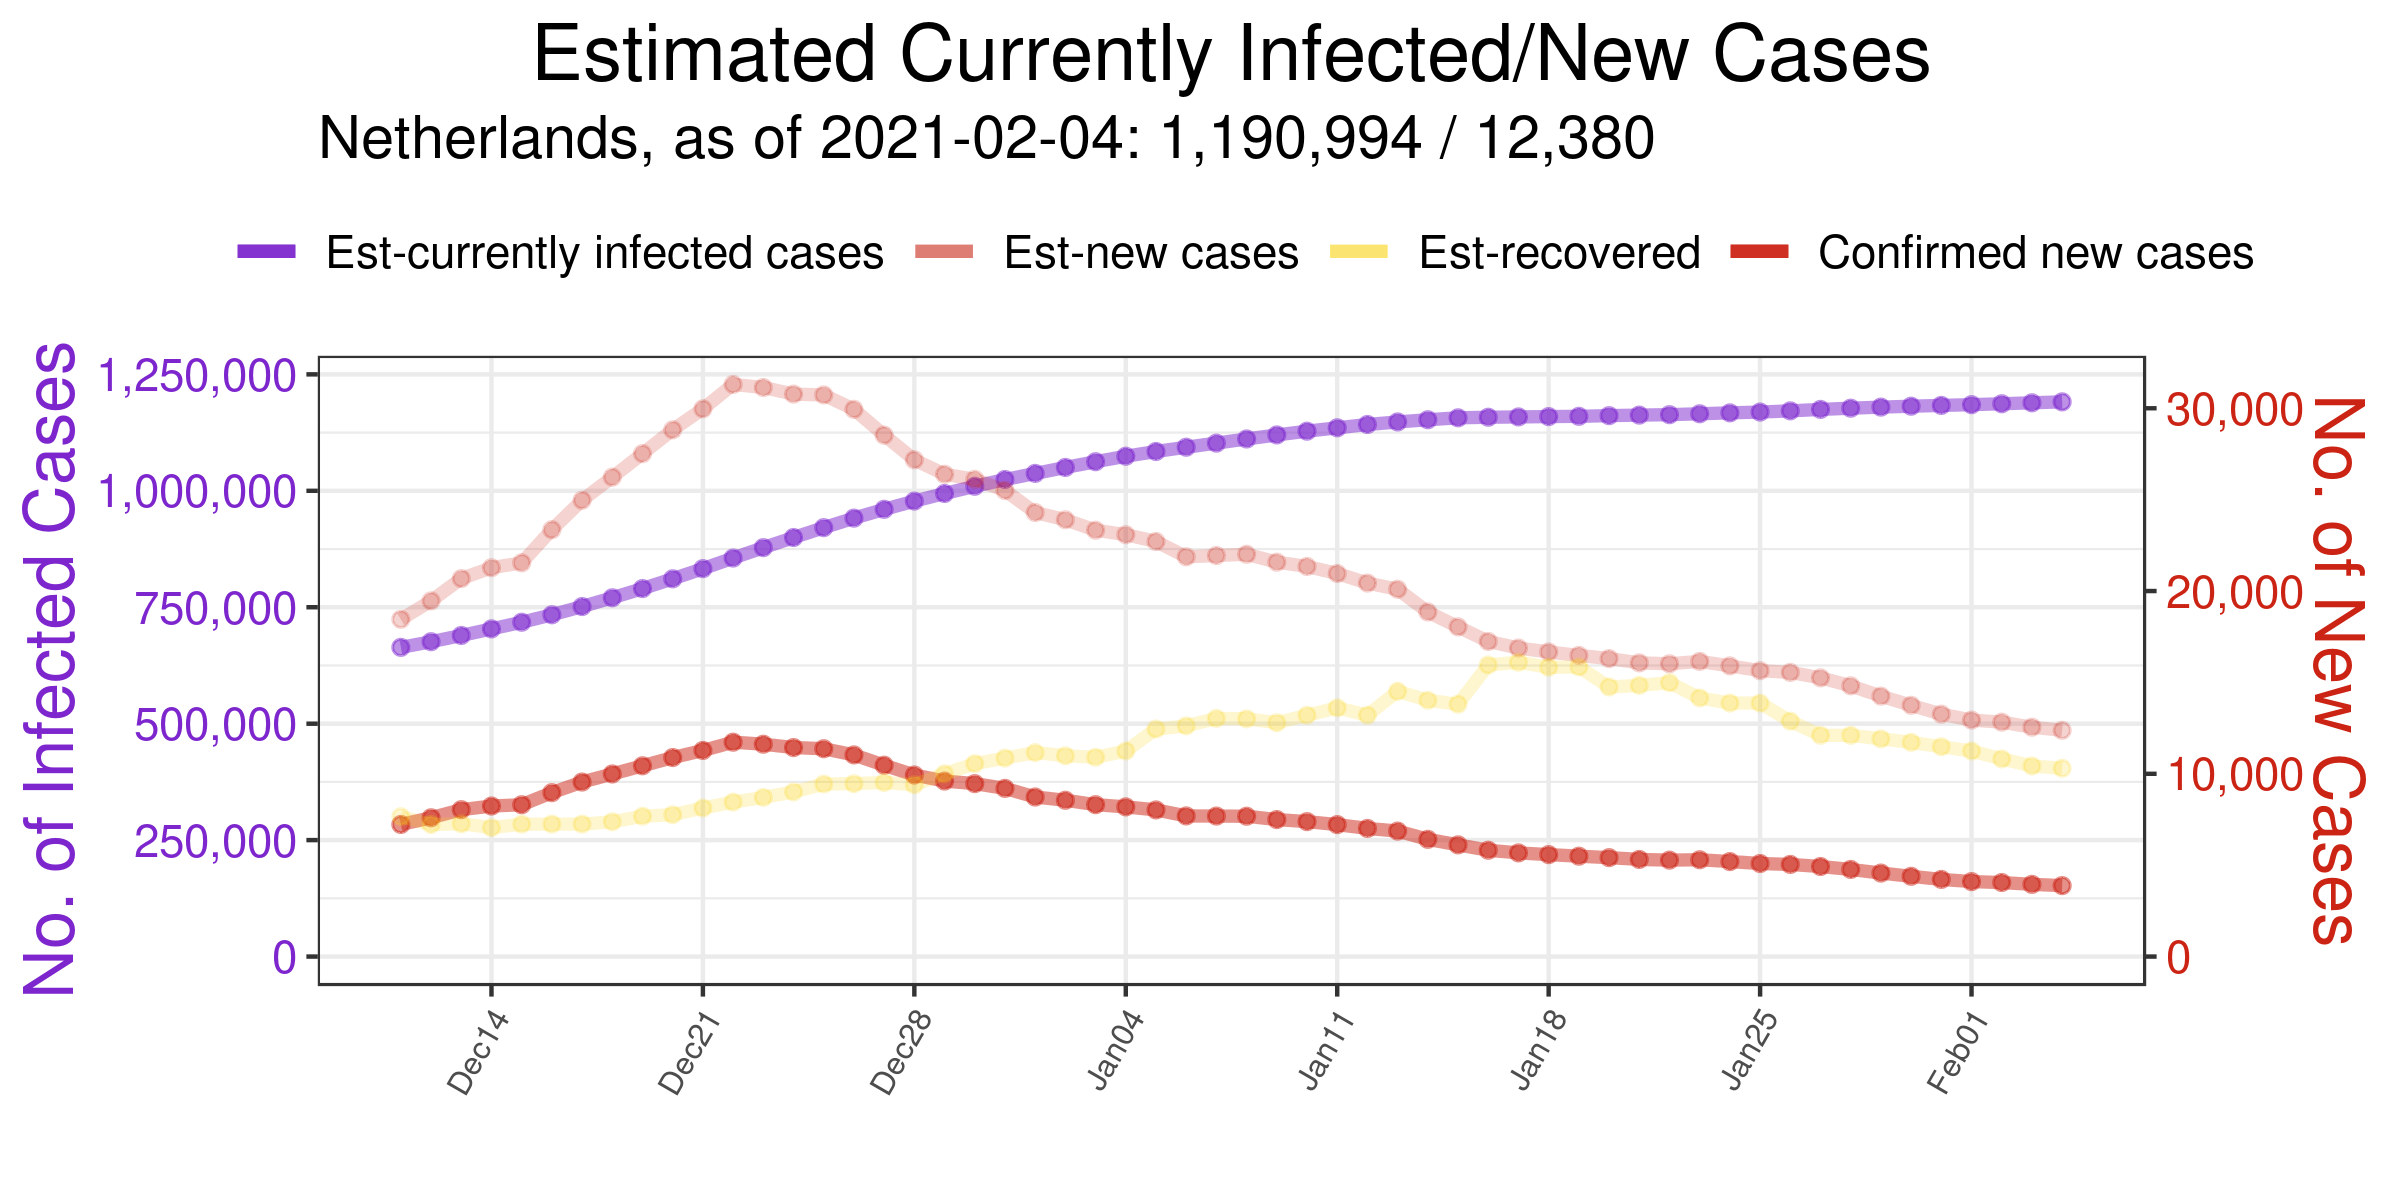 Estimated Currently Infected/New Cases
Netherlands, as of 2021-02-04: 1,190,994 / 12,380
Est-currently infected cases Est-new cases Est-recovered Confirmed new cases
No. of Infected Cases
1,250,000
1,000,000
750,000
500,000
250,000
0
30,000
20,000
10,000
0
No. of New Cases
Dec14 Dec21 Dec28 Jan04 Jan11 Jan18 Jan25 Feb01